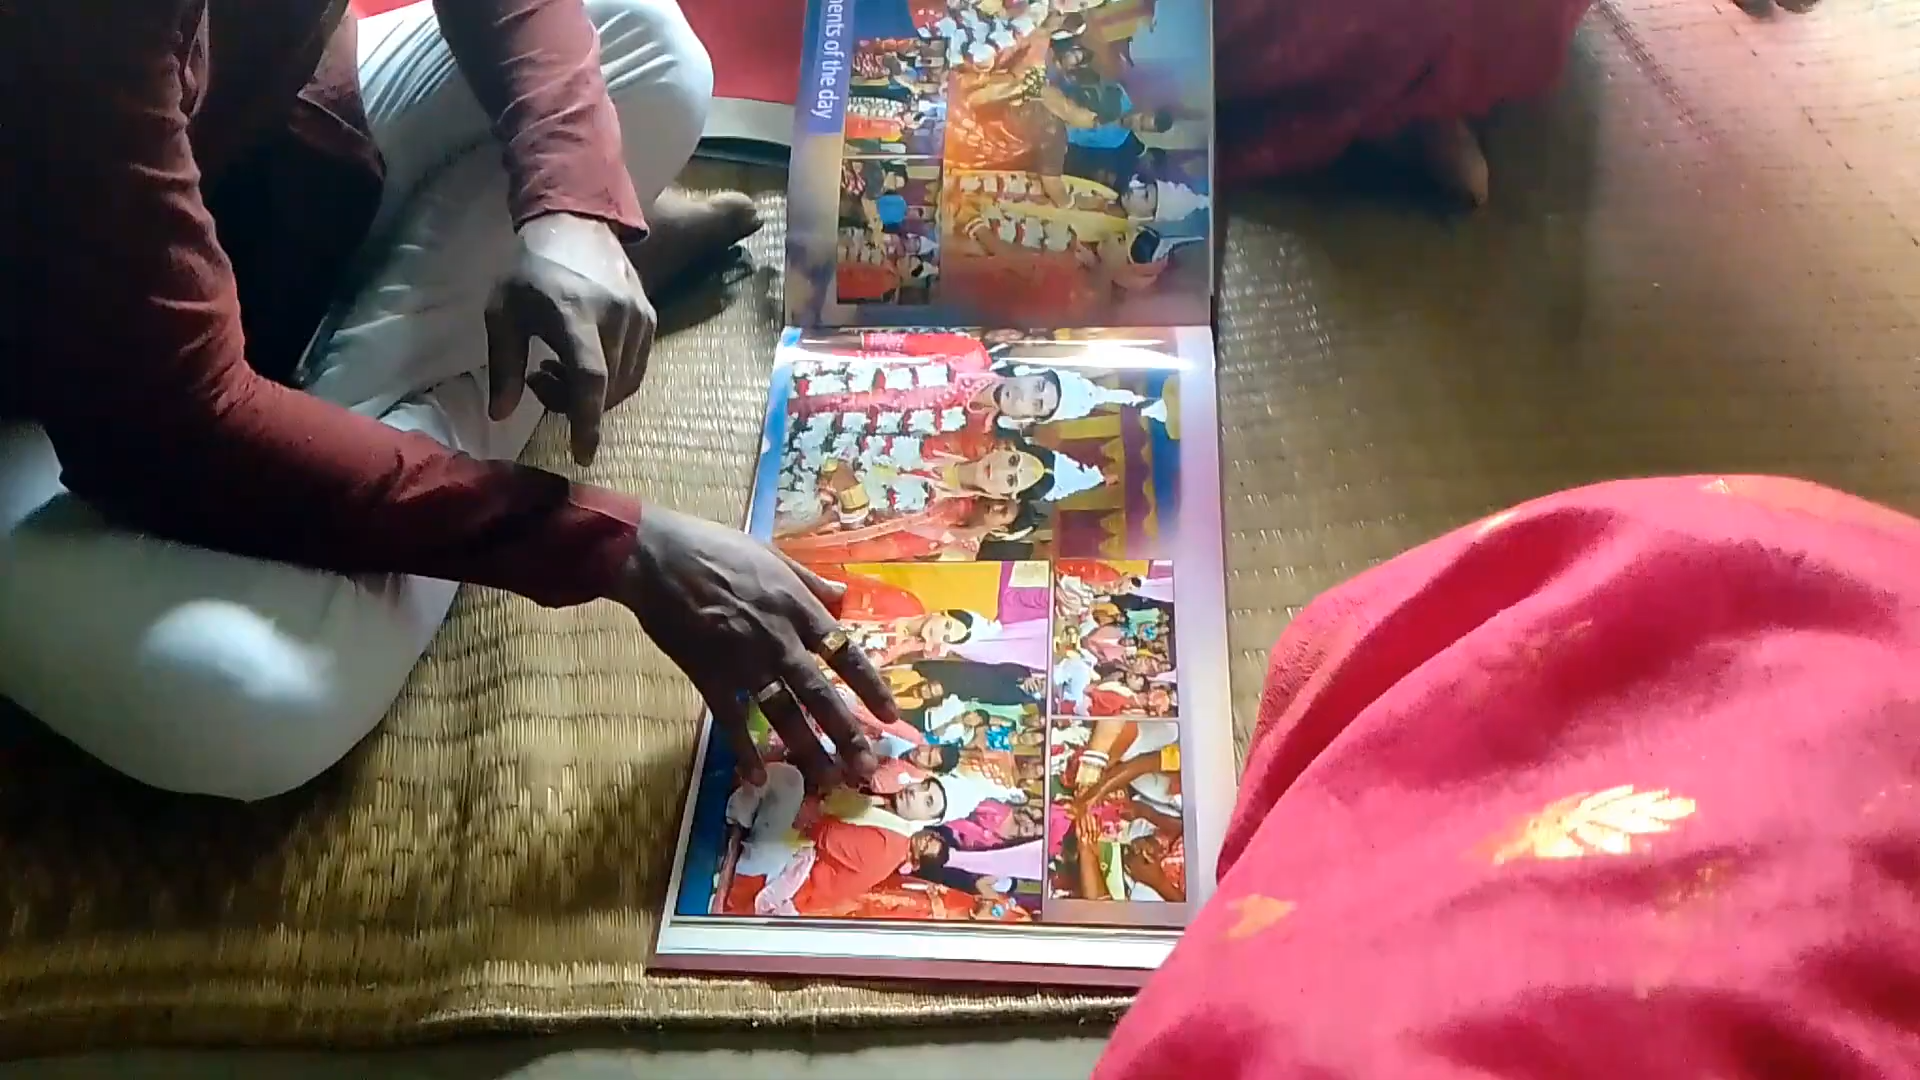 ents of the day